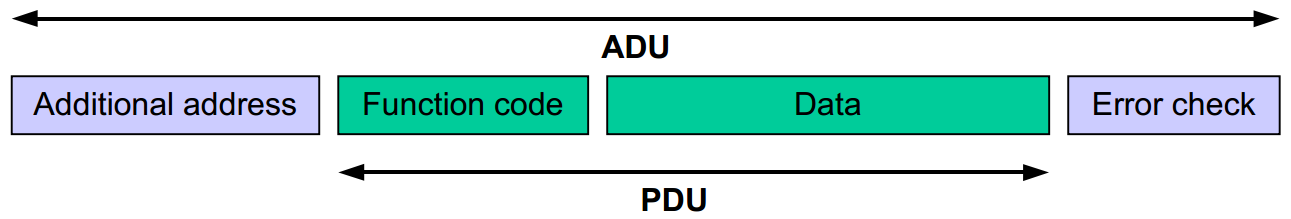 ADU
Additional address Function code Data Error check
PDU